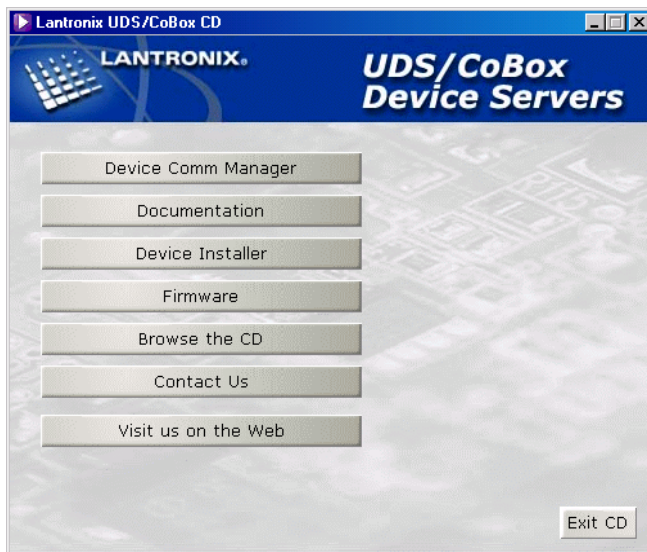 Lantronix UDS/CoBox CD
LANTRONIX®
UDS/CoBox
Device Servers
Device Comm Manager
Documentation
Device Installer
Firmware
Browse the CD
Contact Us
Visit us on the Web
Exit CD